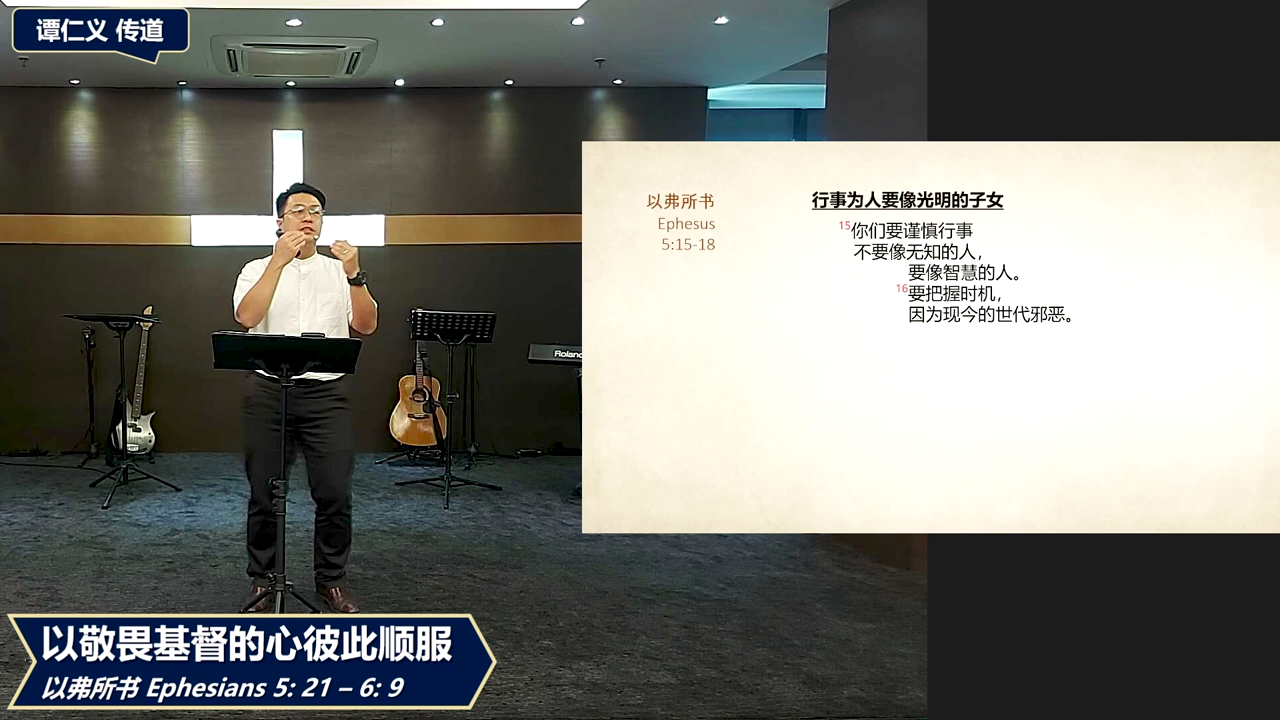 谭仁义 传道
以弗所书
Ephesus
5:15-18
行事为人要像光明的子女
15你们要谨慎行事
不要像无知的人，
要像智慧的人。
16要把握时机，
因为现今的世代邪恶。
Roland
以敬畏基督的心彼此顺服
以弗所书 Ephesians 5: 21 – 6: 9